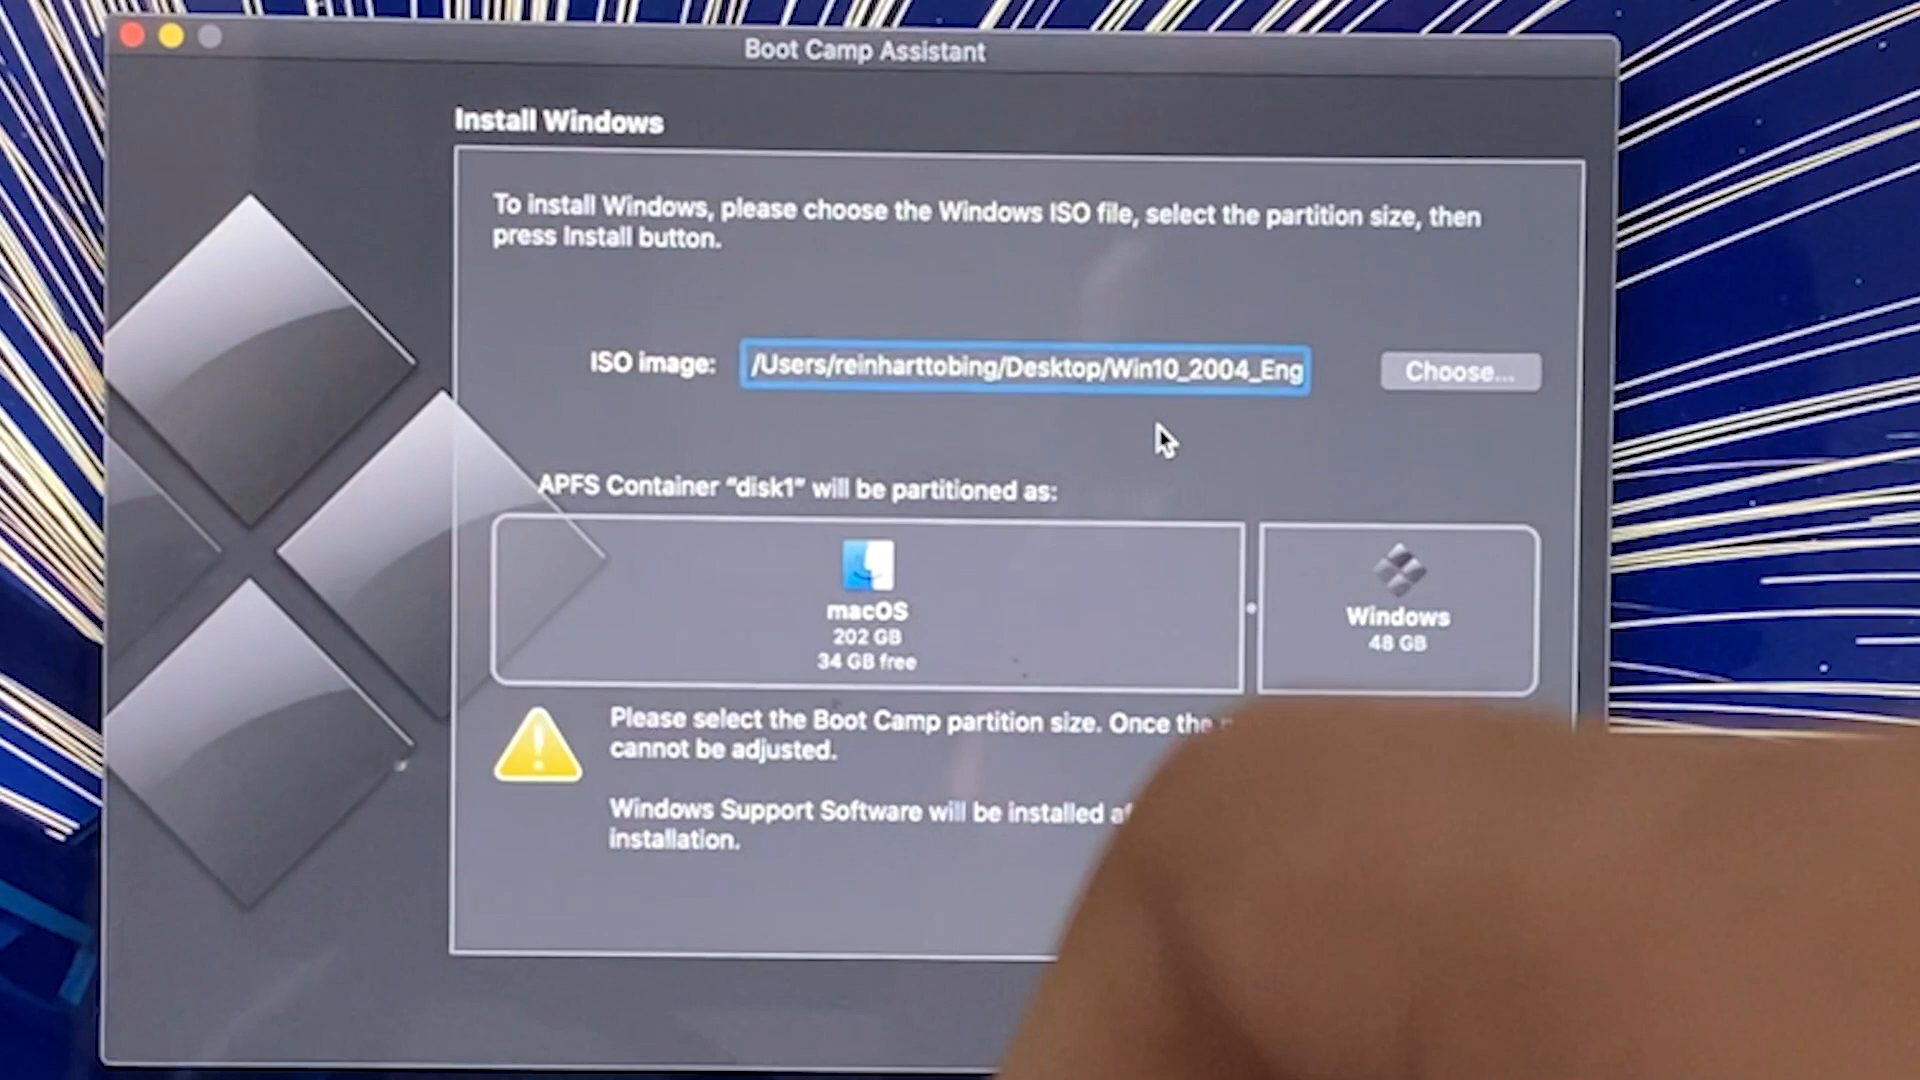 Boot Camp Assistant
Install Windows
To install Windows, please choose the Windows ISO file, select the partition size, then
press Install button.
ISO image: /Users/reinharttobing/Desktop/Win10_2004_Eng Choose...
APFS Container “disk1” will be partitioned as:
macOS
202 GB
34 GB free
Windows
48 GB
Please select the Boot Camp partition size. Once the
cannot be adjusted.
Windows Support Software will be installed
installation.